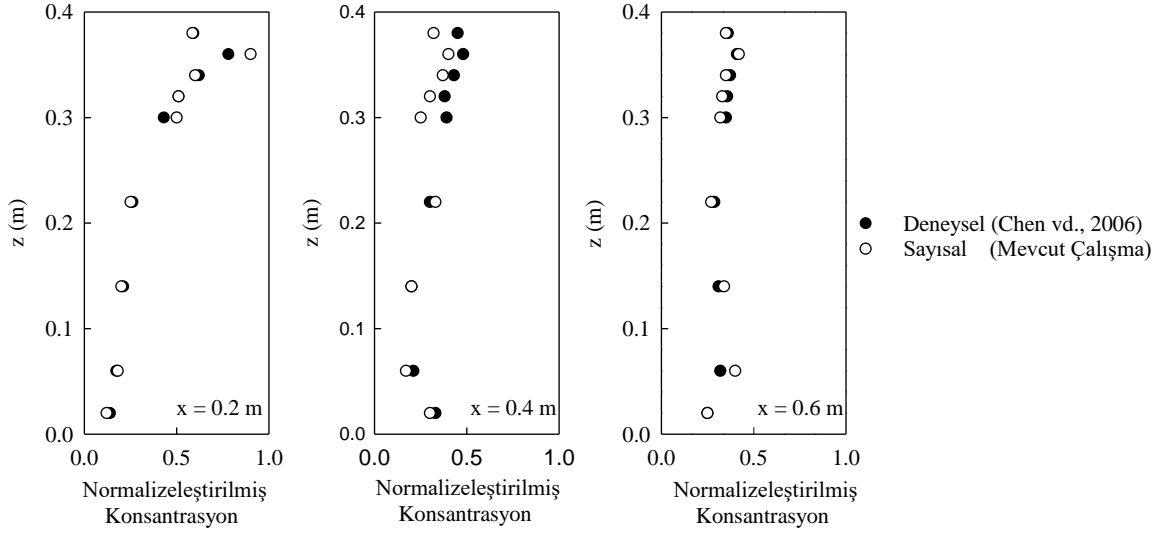 0.4
0.3
0.2
0.1
0.0
z (m)
x = 0.2 m
0.0 0.5 1.0
Normalizeleştirilmiş
Konsantrasyon
0.4
0.3
0.2
0.1
0.0
z (m)
x = 0.4 m
0.0 0.5 1.0
Normalizeleştirilmiş
Konsantrasyon
0.4
0.3
0.2
0.1
0.0
z (m)
x = 0.6 m
0.0 0.5 1.0
Normalizeleştirilmiş
Konsantrasyon
Deneysel (Chen vd., 2006)
Sayısal (Mevcut Çalışma)